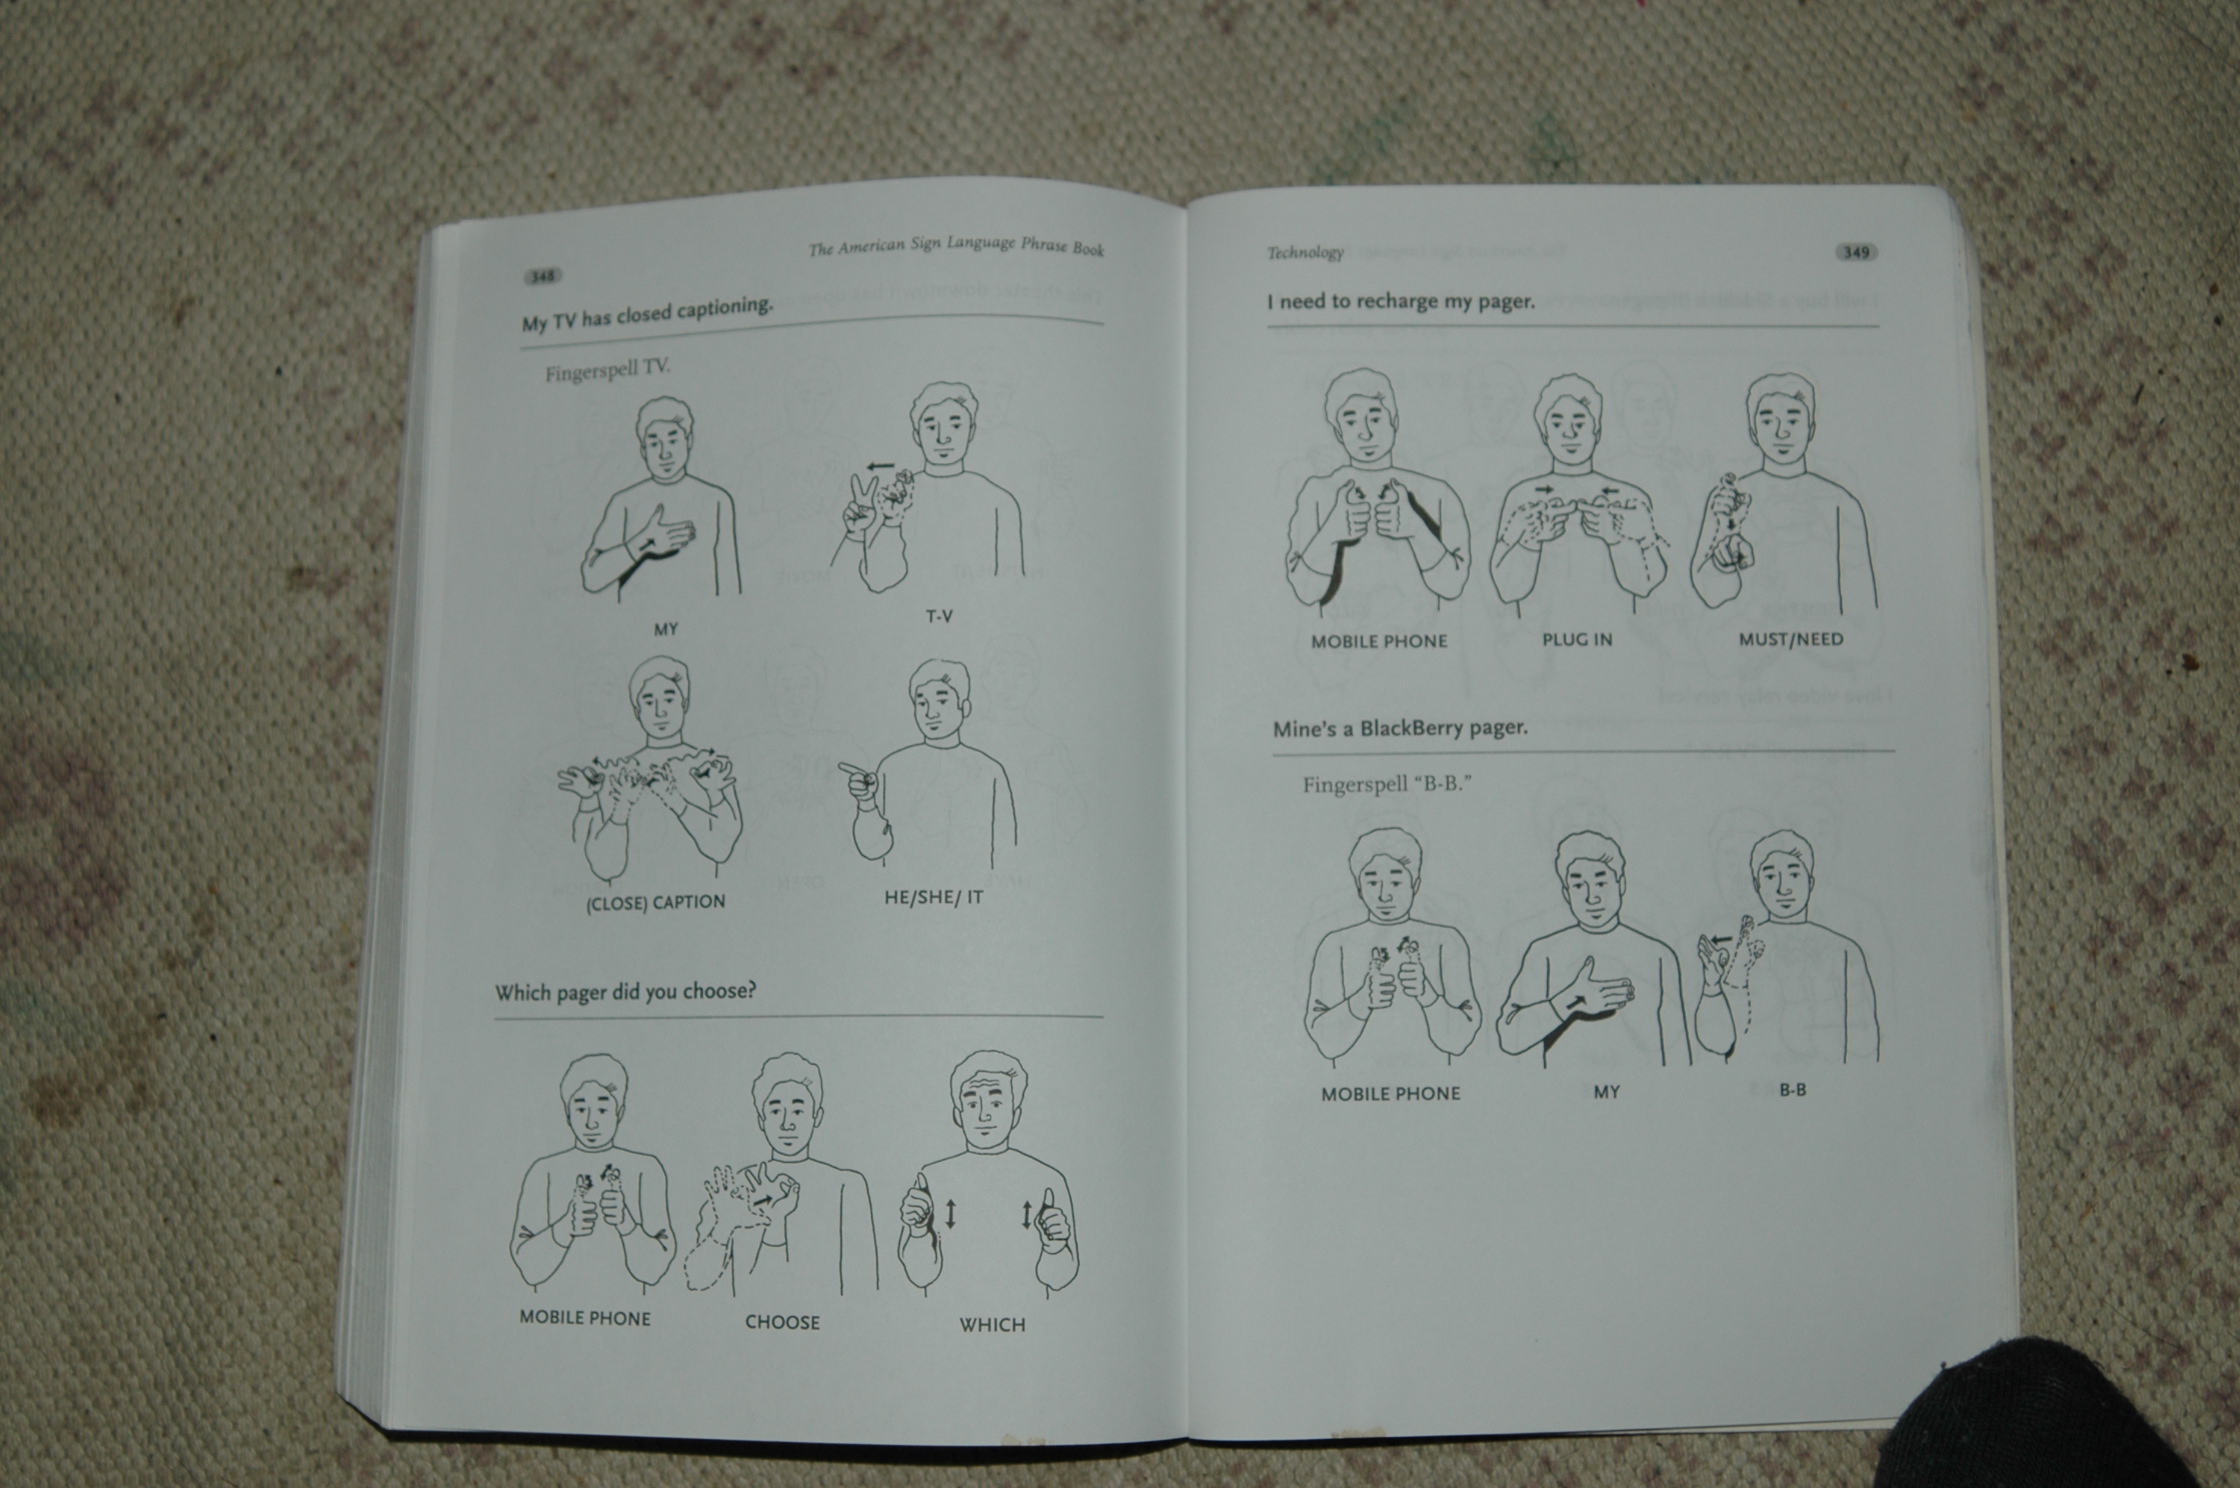 348
The American Sign Language Phrase Book
My TV has closed captioning.
Fingerspell TV.
MY
T-V
(CLOSE) CAPTION
HE/SHE/ IT
Which pager did you choose?
MOBILE PHONE
CHOOSE
WHICH
Technology
349
I need to recharge my pager.
MOBILE PHONE
PLUG IN
MUST/NEED
Mine's a BlackBerry pager.
Fingerspell “B-B.”
MOBILE PHONE
MY
B-B